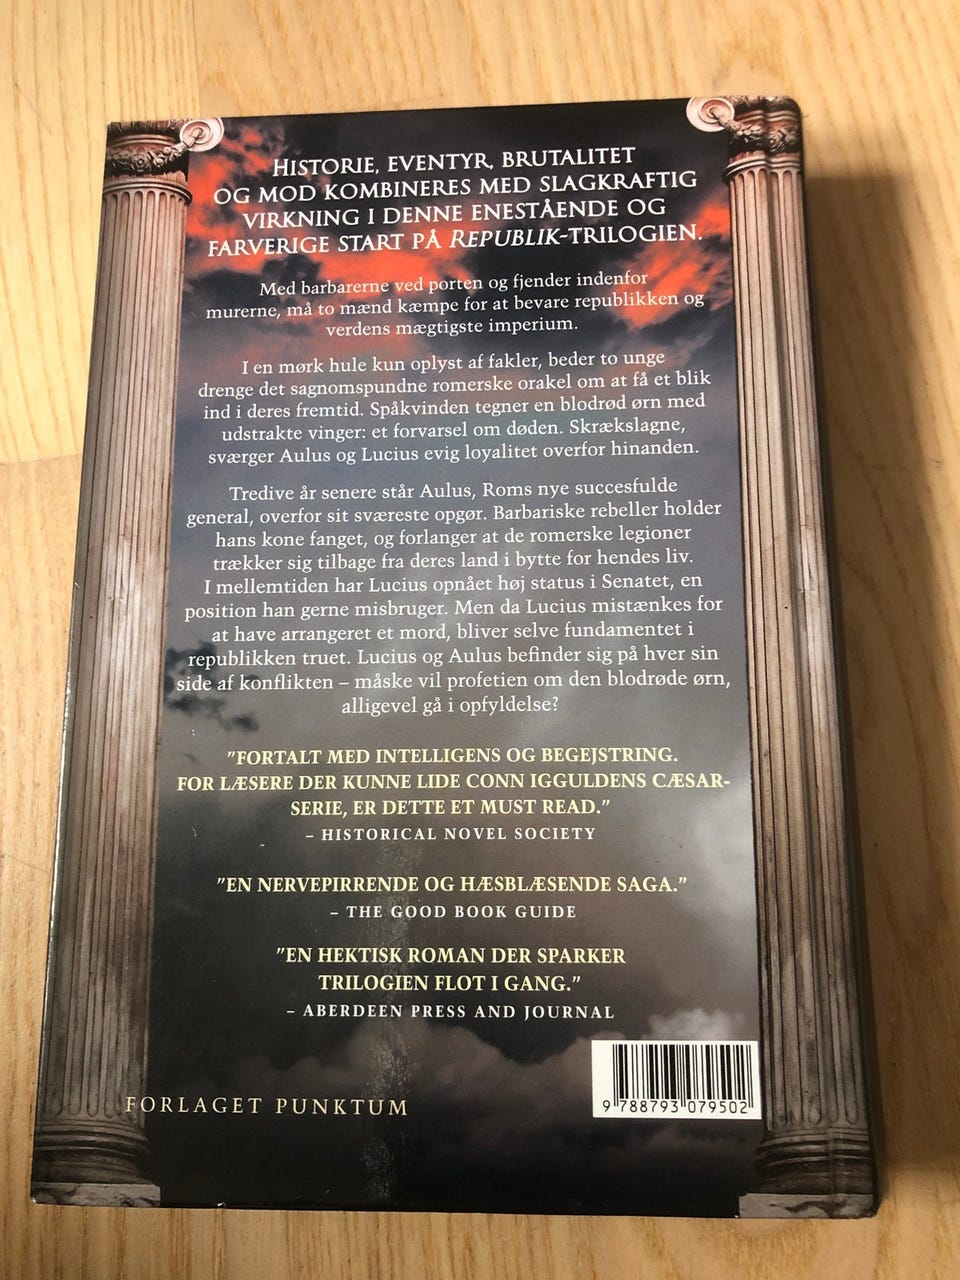 HISTORIE, EVENTYR, BRUTALITET
OG MOD KOMBINERES MED SLAGKRAFTIG
VIRKNING I DENNE ENESTÅENDE OG
FARVERIGE START PÅ REPUBLIK-TRILOGIEN.
Med barbarerne ved porten og fjender indenfor
murerne, må to mænd kæmpe for at bevare republikken og
verdens mægtigste imperium.
I en mørk hule kun oplyst af fakler, beder to unge
drenge det sagnomspundne romerske orakel om at få et blik
ind i deres fremtid. Spåkvinden tegner en blodrød ørn med
udstrakte vinger: et forvarsel om døden. Skrækslagne,
sværger Aulus og Lucius evig loyalitet overfor hinanden.
Tredive år senere står Aulus, Roms nye succesfulde
general, overfor sit sværeste opgør. Barbariske rebeller holder
hans kone fanget, og forlanger at de romerske legioner
trækker sig tilbage fra deres land i bytte for hendes liv.
I mellemtiden har Lucius opnået høj status i Senatet, en
position han gerne misbruger. Men da Lucius mistænkes for
at have arrangeret et mord, bliver selve fundamentet i
republikken truet. Lucius og Aulus befinder sig på hver sin
side af konflikten – måske vil profetien om den blodrøde ørn,
alligevel gå i opfyldelse?
”FORTALT MED INTELLIGENS OG BEGEJSTRING.
FOR LÆSERE DER KUNNE LIDE CONN IGGULDENS CÆSAR-
SERIE, ER DETTE ET MUST READ.”
– HISTORICAL NOVEL SOCIETY
”EN NERVEPIRRENDE OG HÆSBLÆSENDE SAGA.”
– THE GOOD BOOK GUIDE
”EN HEKTISK ROMAN DER SPARKER
TRILOGIEN FLOT I GANG.”
– ABERDEEN PRESS AND JOURNAL
FORLAGET PUNKTUM
9 788793 079502